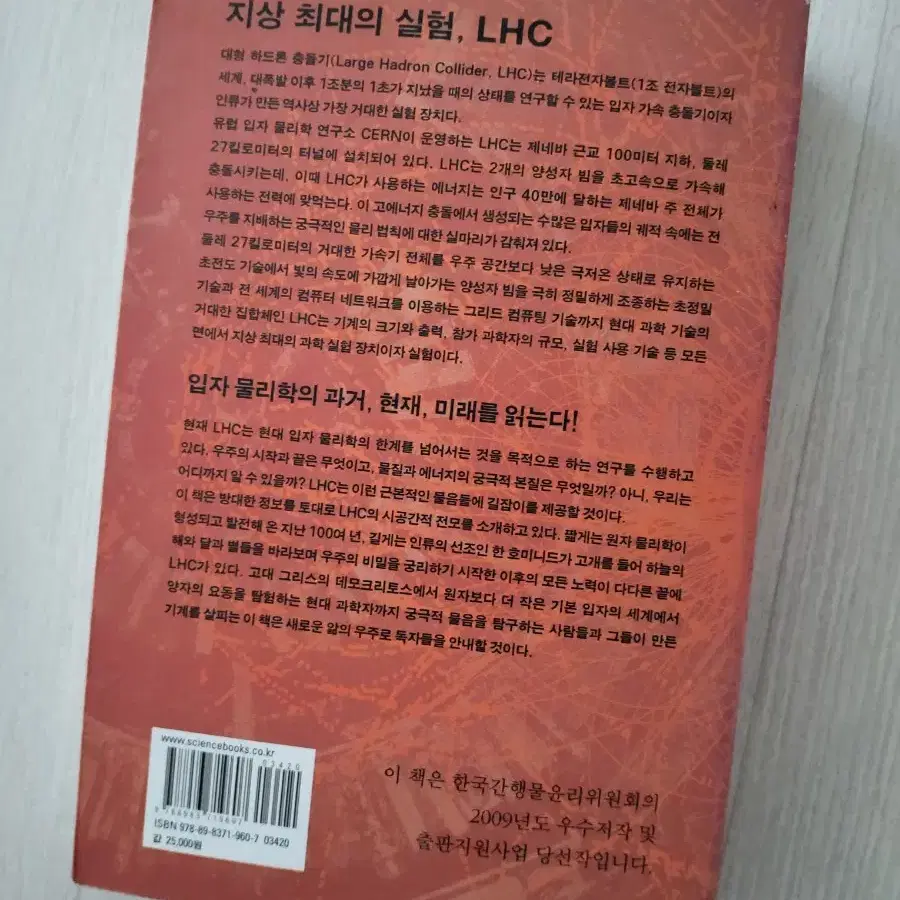 지상 최대의 실험, LHC
대형 하드론 충돌기(Large Hadron Collider, LHC)는 테라전자볼트(1조 전자볼트)의
세계, 대폭발 이후 1조분의 1초가 지났을 때의 상태를 연구할 수 있는 입자 가속 충돌기이자
인류가 만든 역사상 가장 거대한 실험 장치다.
유럽 입자 물리학 연구소 CERN이 운영하는 LHC는 제네바 근교 100미터 지하, 둘레
27킬로미터의 터널에 설치되어 있다. LHC는 2개의 양성자 빔을 초고속으로 가속해
충돌시키는데, 이때 LHC가 사용하는 에너지는 인구 40만에 달하는 제네바 주 전체가
사용하는 전력에 맞먹는다. 이 고에너지 충돌에서 생성되는 수많은 입자들의 궤적 속에는 전
우주를 지배하는 궁극적인 물리 법칙에 대한 실마리가 감춰져 있다.
둘레 27킬로미터의 거대한 가속기 전체를 우주 공간보다 낮은 극저온 상태로 유지하는
초전도 기술에서 빛의 속도에 가깝게 날아가는 양성자 빔을 극히 정밀하게 조종하는 초정밀
기술과 전 세계의 컴퓨터 네트워크를 이용하는 그리드 컴퓨팅 기술까지 현대 과학 기술의
거대한 집합체인 LHC는 기계의 크기와 출력, 참가 과학자의 규모, 실험 사용 기술 등 모든
면에서 지상 최대의 과학 실험 장치이자 실험이다.
입자 물리학의 과거, 현재, 미래를 읽는다!
현재 LHC는 현대 입자 물리학의 한계를 넘어서는 것을 목적으로 하는 연구를 수행하고
있다. 우주의 시작과 끝은 무엇이고, 물질과 에너지의 궁극적 본질은 무엇일까? 아니, 우리는
어디까지 알 수 있을까? LHC는 이런 근본적인 물음들에 길잡이를 제공할 것이다.
이 책은 방대한 정보를 토대로 LHC의 시공간적 전모를 소개하고 있다. 짧게는 원자 물리학이
형성되고 발전해 온 지난 100여 년, 길게는 인류의 선조인 한 호미니드가 고개를 들어 하늘의
해와 달과 별들을 바라보며 우주의 비밀을 궁리하기 시작한 이후의 모든 노력이 다다른 끝에
LHC가 있다. 고대 그리스의 데모크리토스에서 원자보다 더 작은 기본 입자의 세계에서
양자의 요동을 탐험하는 현대 과학자까지 궁극적 물음을 탐구하는 사람들과 그들이 만든
기계를 살피는 이 책은 새로운 앎의 우주로 독자들을 안내할 것이다.
www.sciencebooks.co.kr
03420
9 788983 719607
ISBN 978-89-8371-960-7 03420
값 25,000원
이 책은 한국간행물윤리위원회의
2009년도 우수저작 및
출판지원사업 당선작입니다.